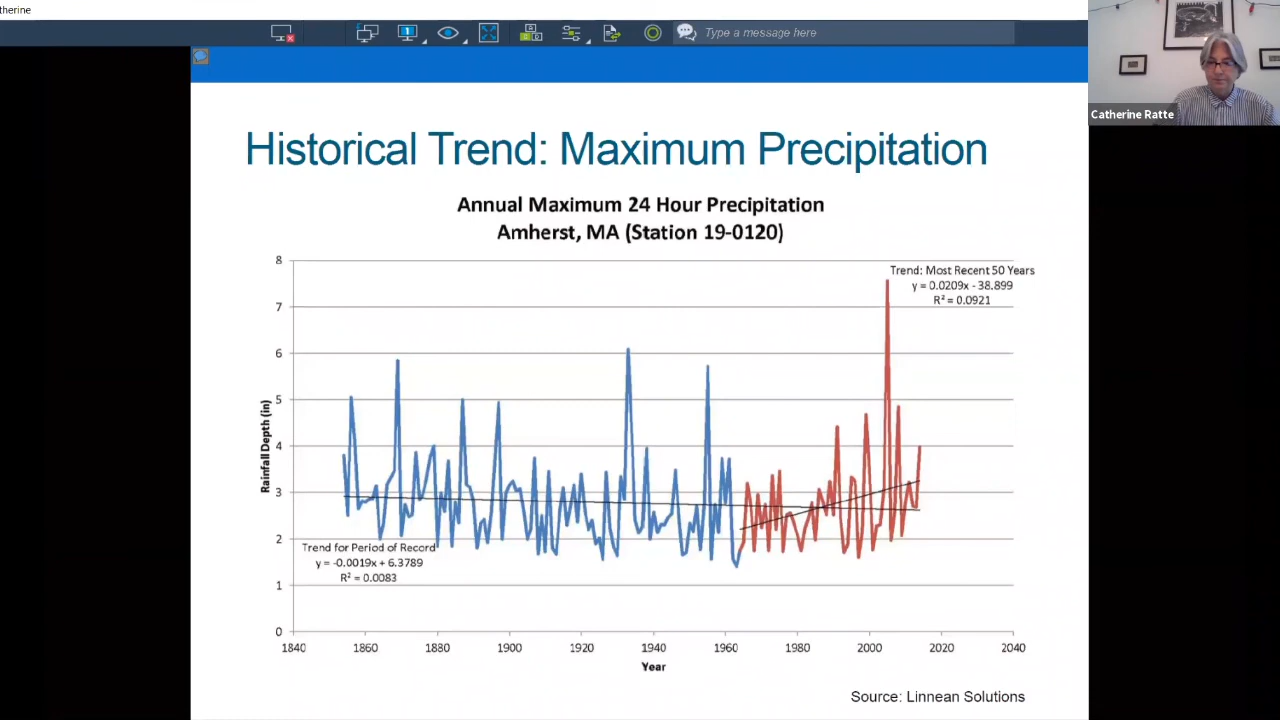 therine
1
Type a message here
Catherine Ratte
Historical Trend: Maximum Precipitation
Annual Maximum 24 Hour Precipitation
Amherst, MA (Station 19-0120)
8
7
6
5
4
3
2
1
0
Rainfall Depth (in)
Trend: Most Recent 50 Years
y = 0.0209x - 38.899
R² = 0.0921
Trend for Period of Record
y = -0.0019x + 6.3789
R² = 0.0083
1840 1860 1880 1900 1920 1940 1960 1980 2000 2020 2040
Year
Source: Linnean Solutions